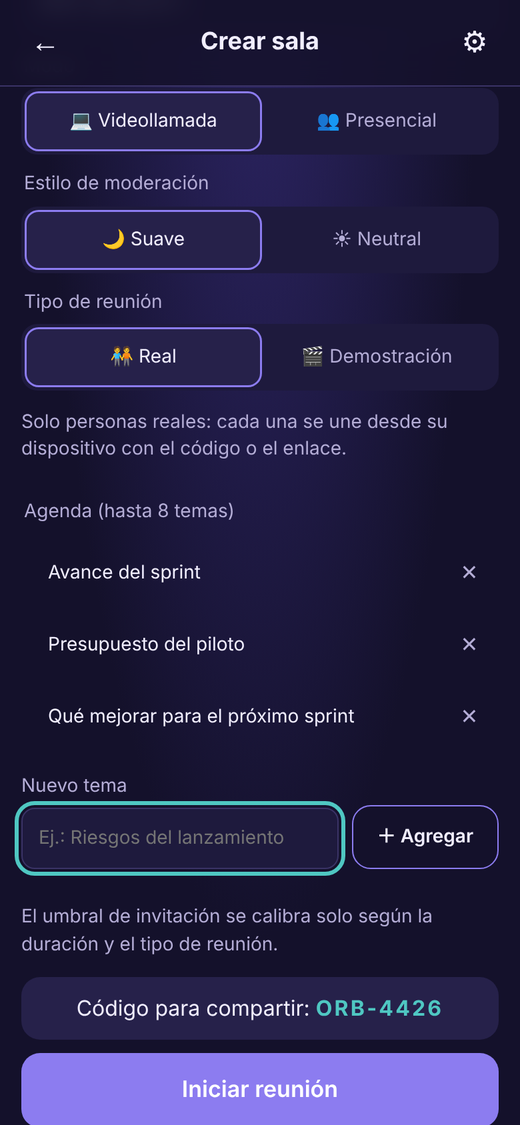 Crear sala
Videollamada
Presencial
Estilo de moderación
Suave
Neutral
Tipo de reunión
Real
Demostración
Solo personas reales: cada una se une desde su
dispositivo con el código o el enlace.
Agenda (hasta 8 temas)
Avance del sprint
Presupuesto del piloto
Qué mejorar para el próximo sprint
Nuevo tema
Ej.: Riesgos del lanzamiento
+ Agregar
El umbral de invitación se calibra solo según la
duración y el tipo de reunión.
Código para compartir: ORB-4426
Iniciar reunión